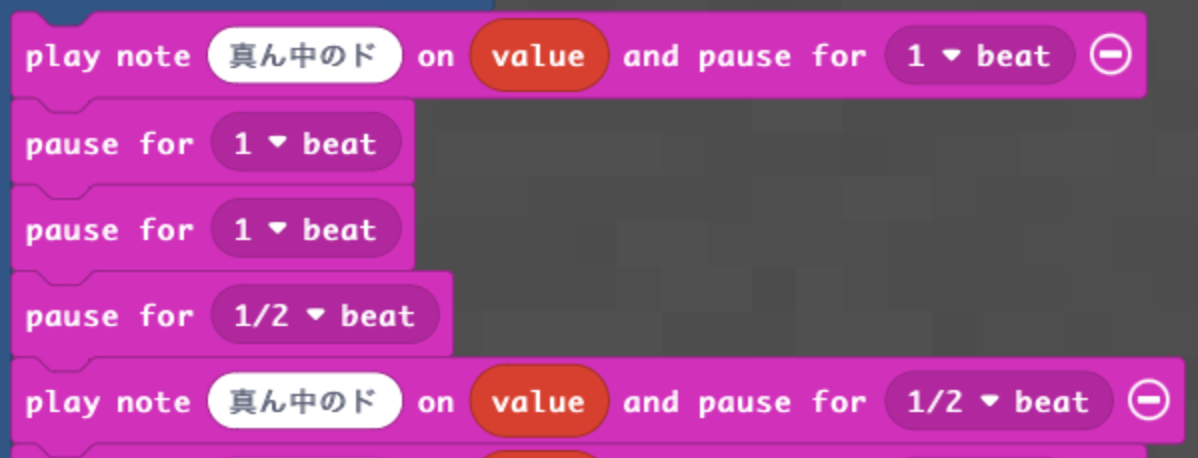 play note 真ん中のド on value and pause for 1 beat
pause for 1 beat
pause for 1 beat
pause for 1/2 beat
play note 真ん中のド on value and pause for 1/2 beat